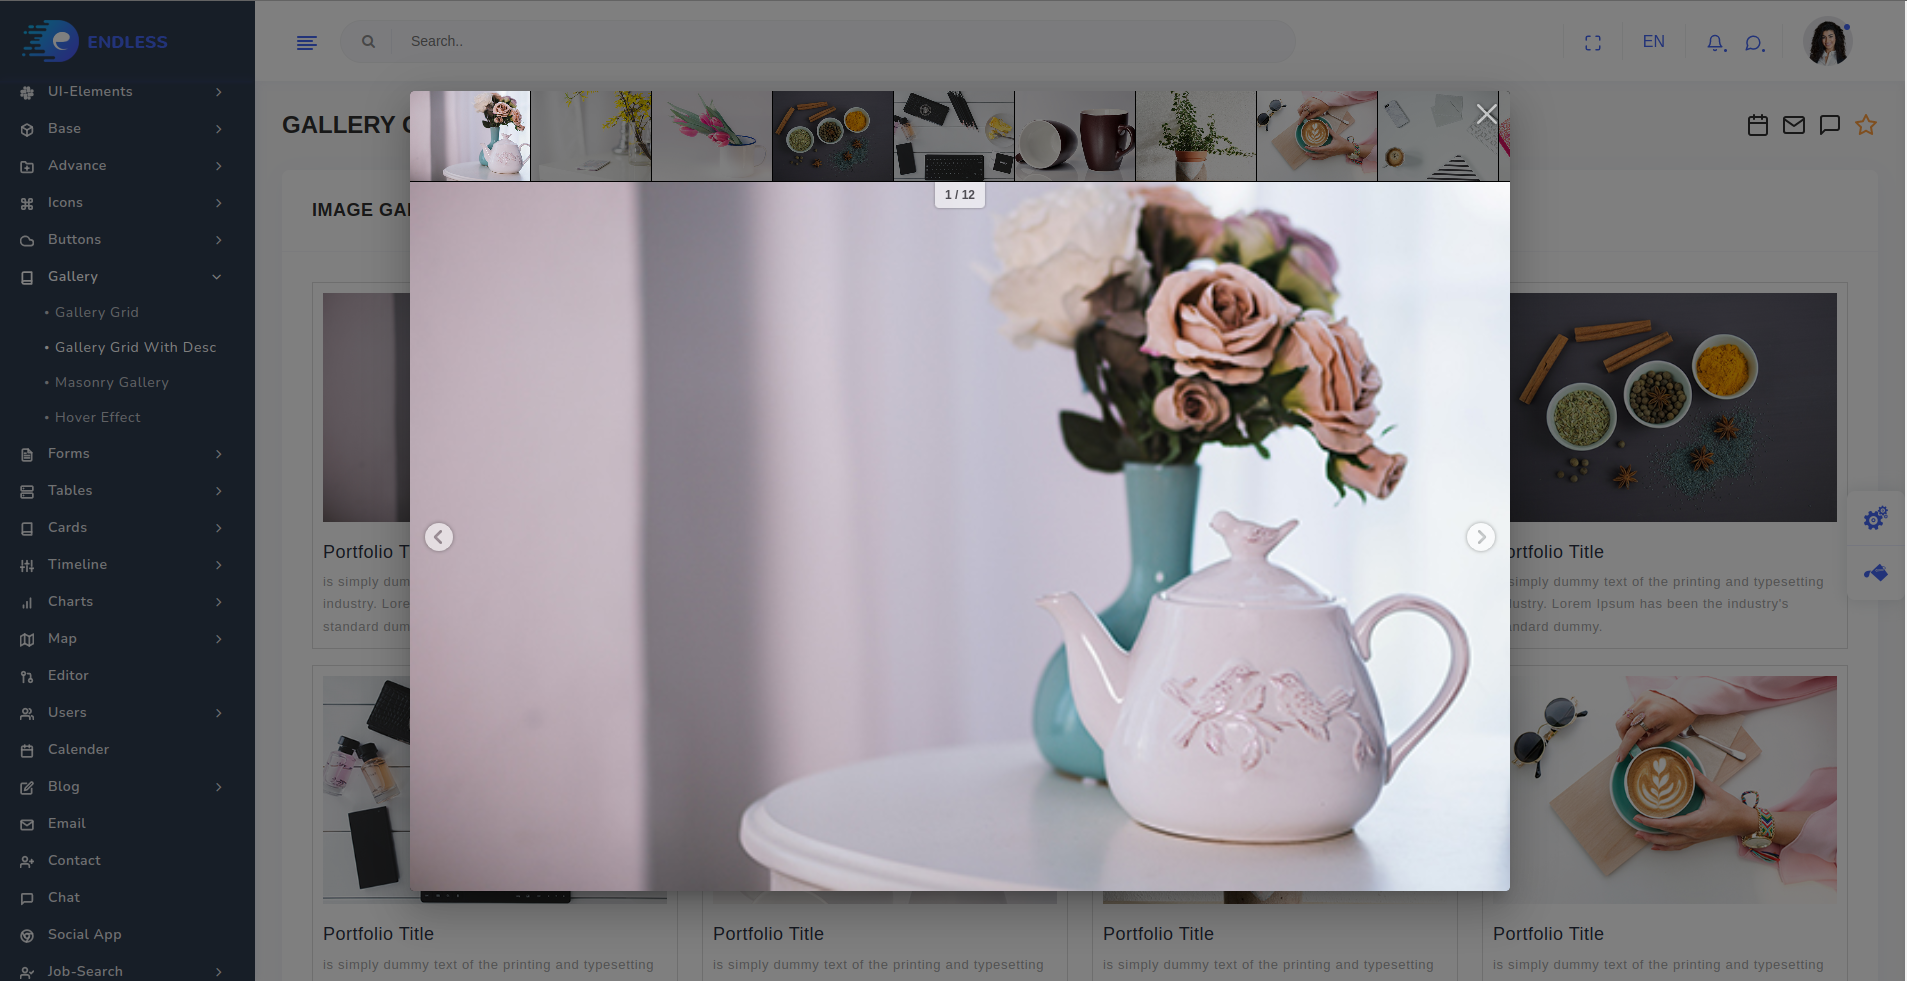 ENDLESS
Search..
EN
UI-Elements
Base
Advance
Icons
Buttons
Gallery
• Gallery Grid
• Gallery Grid With Desc
• Masonry Gallery
• Hover Effect
Forms
Tables
Cards
Timeline
Charts
Map
Editor
Users
Calender
Blog
Email
Contact
Chat
Social App
Job-Search
GALLERY
IMAGE GAL
1 / 12
Portfolio T
is simply dum
industry. Lore
standard dum
rtfolio Title
simply dummy text of the printing and typesetting
ustry. Lorem Ipsum has been the industry's
ndard dummy.
Portfolio Title
is simply dummy text of the printing and typesetting
Portfolio Title
is simply dummy text of the printing and typesetting
Portfolio Title
is simply dummy text of the printing and typesetting
Portfolio Title
is simply dummy text of the printing and typesetting